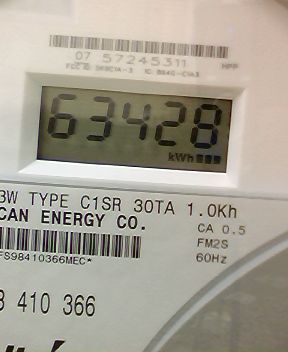 07 57245311 MPP
63428
kWh
3W TYPE C1SR 30TA 1.0Kh
CAN ENERGY CO. CA 0.5
FM2S
FS98410366MEC* 60Hz
410 366